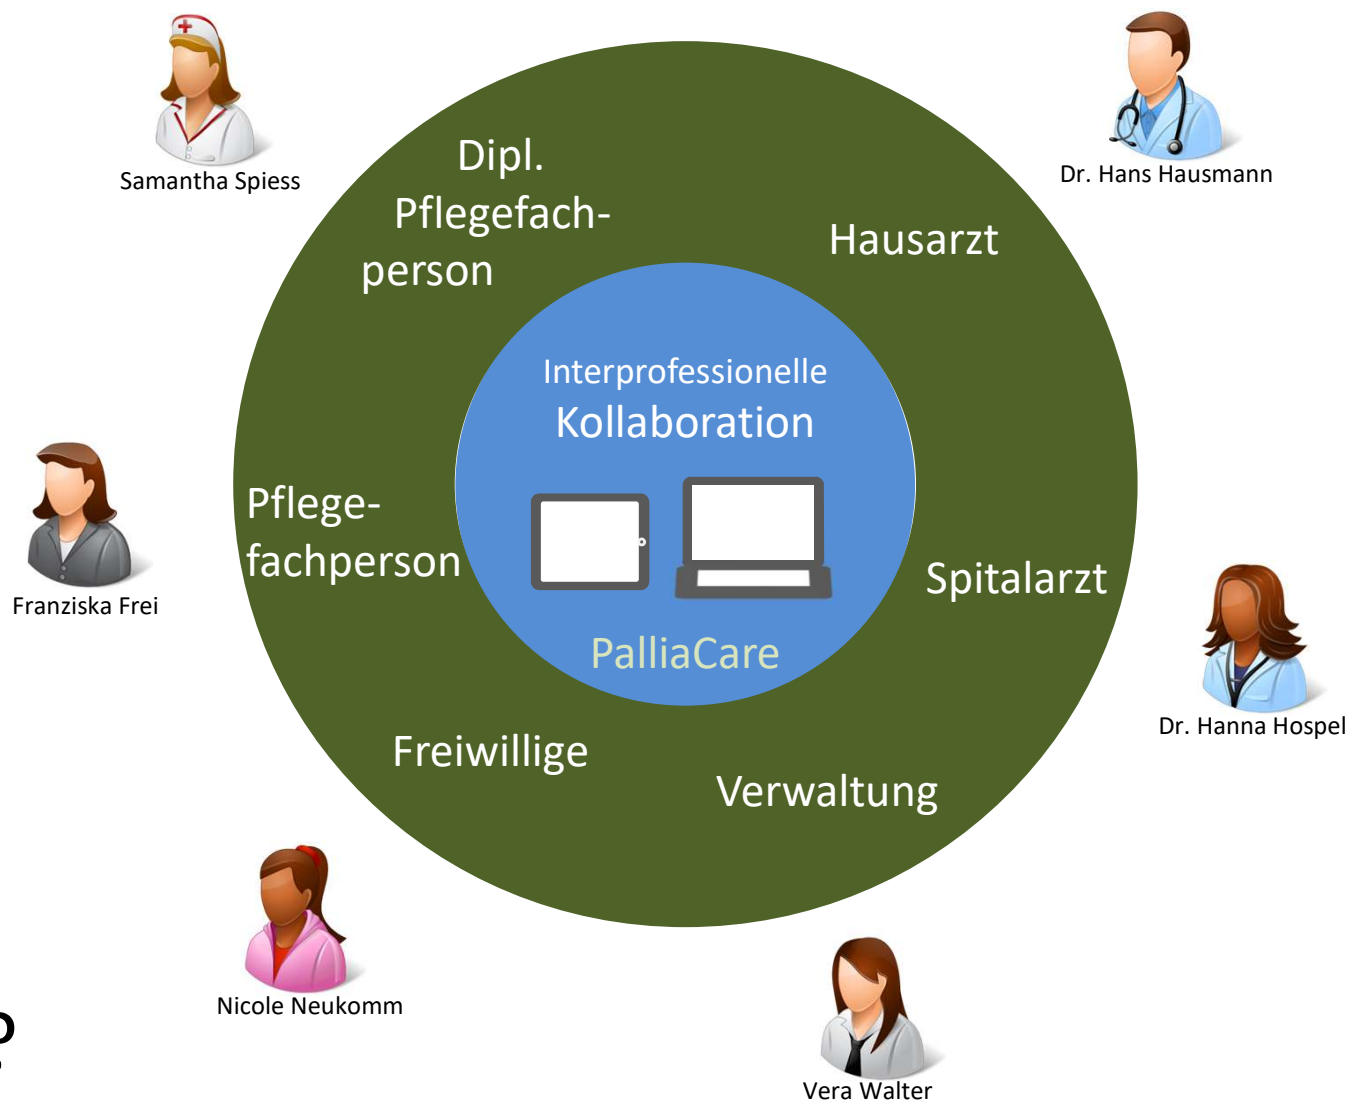 Samantha Spiess
Dr. Hans Hausmann
Dipl.
Pflegefach-
person
Hausarzt
Interprofessionelle
Kollaboration
Pflege-
fachperson
Franziska Frei
Spitalarzt
PalliaCare
Dr. Hanna Hospel
Freiwillige
Verwaltung
Nicole Neukomm
Vera Walter